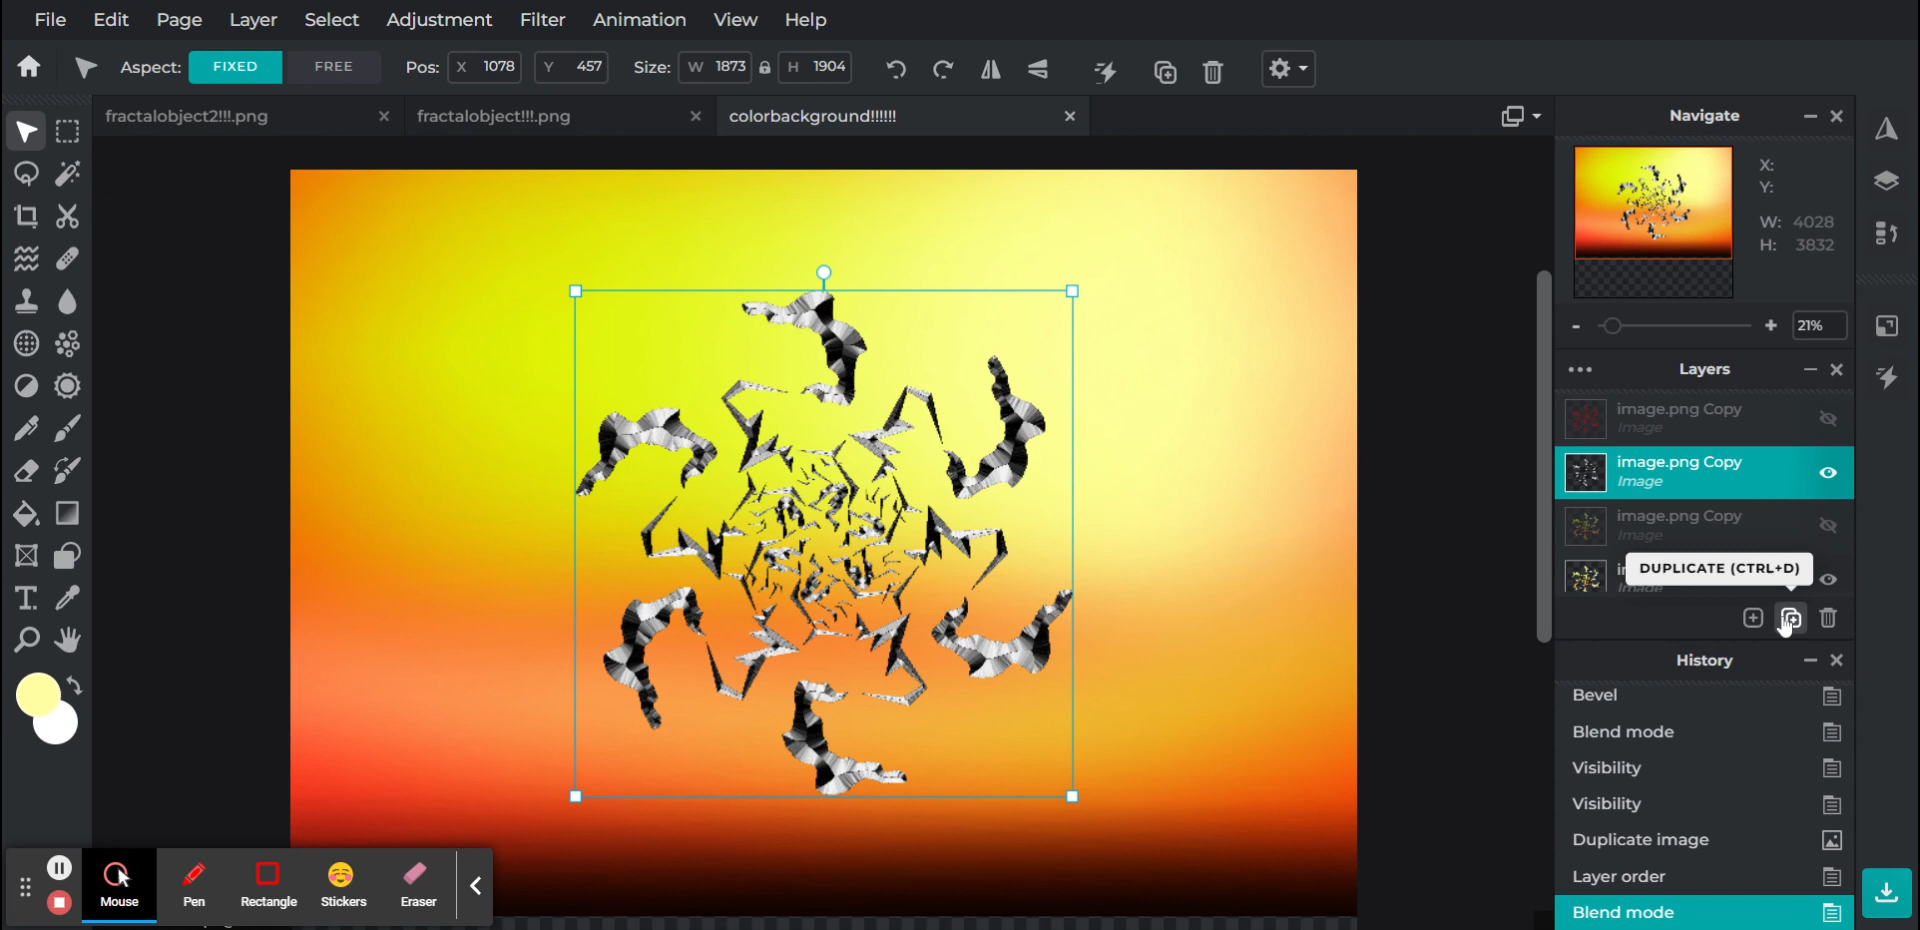 File Edit Page Layer Select Adjustment Filter Animation View Help
Aspect: FIXED FREE Pos: X 1078 Y 457 Size: W 1873 H 1904
fractalobject2!!!.png fractalobject!!!.png colorbackground!!!!!!
Navigate
X:
Y:
W: 4028
H: 3832
- + 21%
Layers
image.png Copy
Image
image.png Copy
Image
image.png Copy
Image
DUPLICATE (CTRL+D)
Image
History
Bevel
Blend mode
Visibility
Visibility
Duplicate image
Layer order
Blend mode
Mouse Pen Rectangle Stickers Eraser